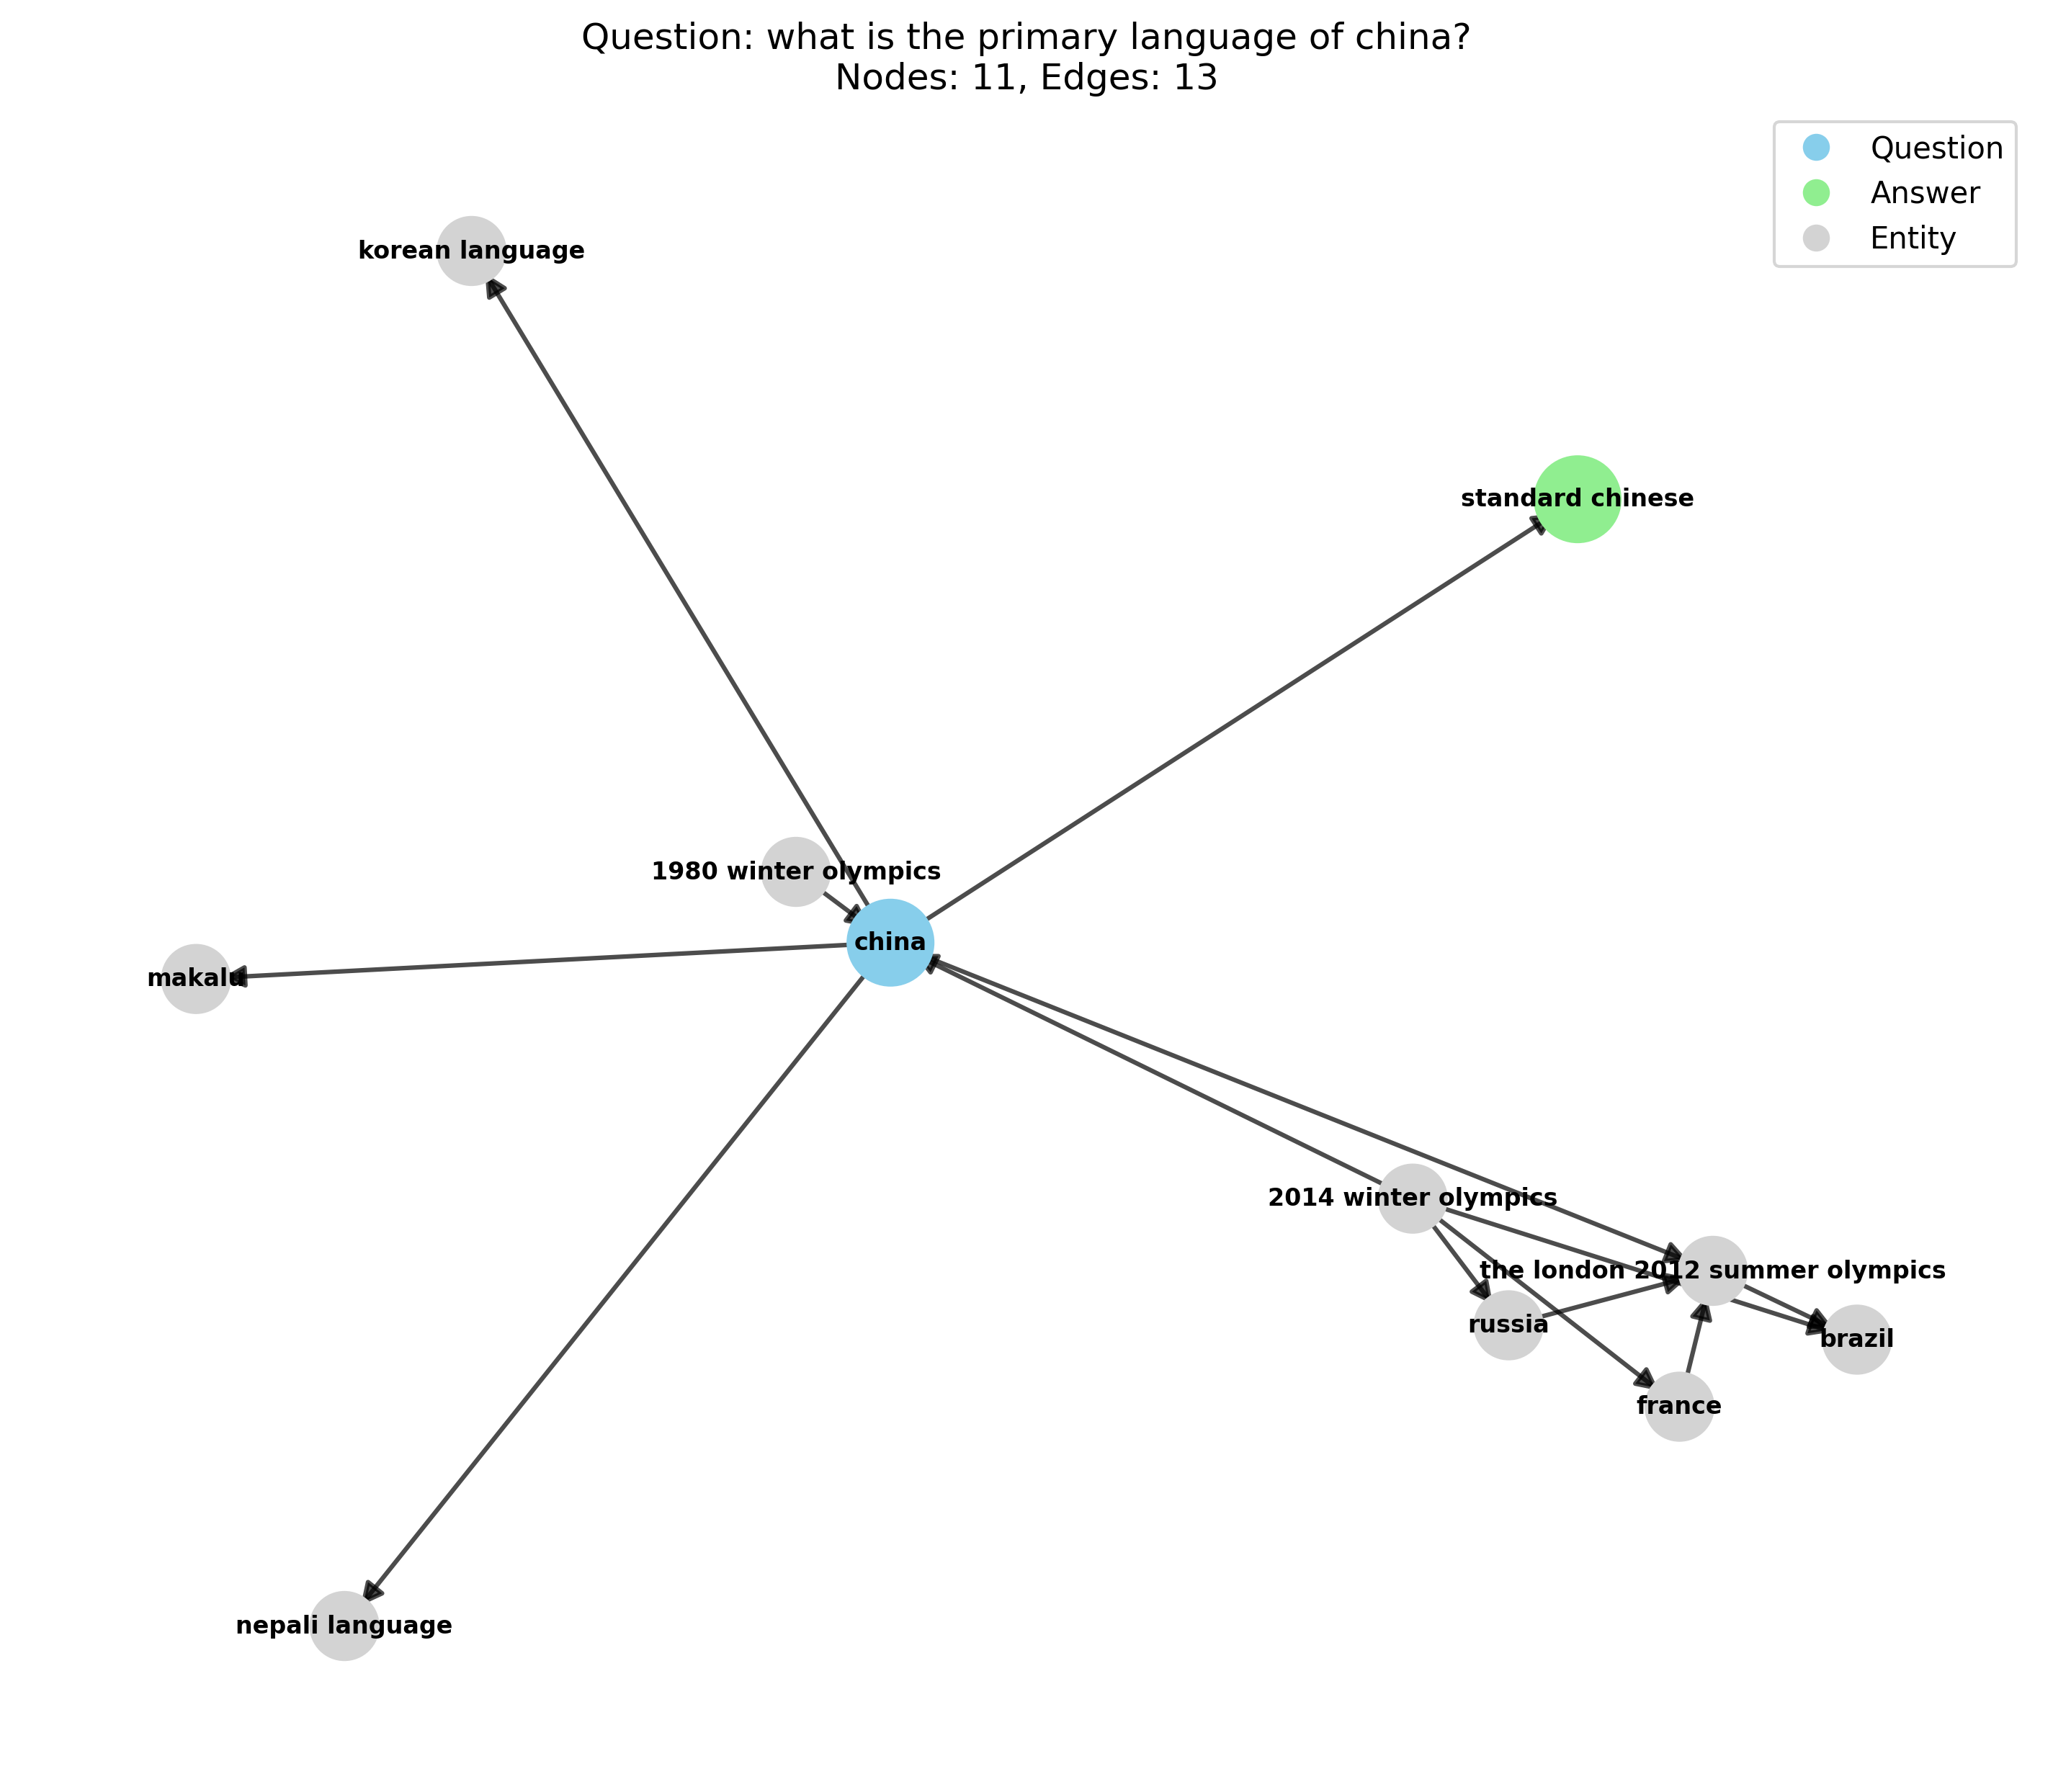 Question: what is the primary language of china?
Nodes: 11, Edges: 13
Question
Answer
Entity
korean language
standard chinese
1980 winter olympics
china
makalu
2014 winter olympics
the london 2012 summer olympics
russia
brazil
france
nepali language